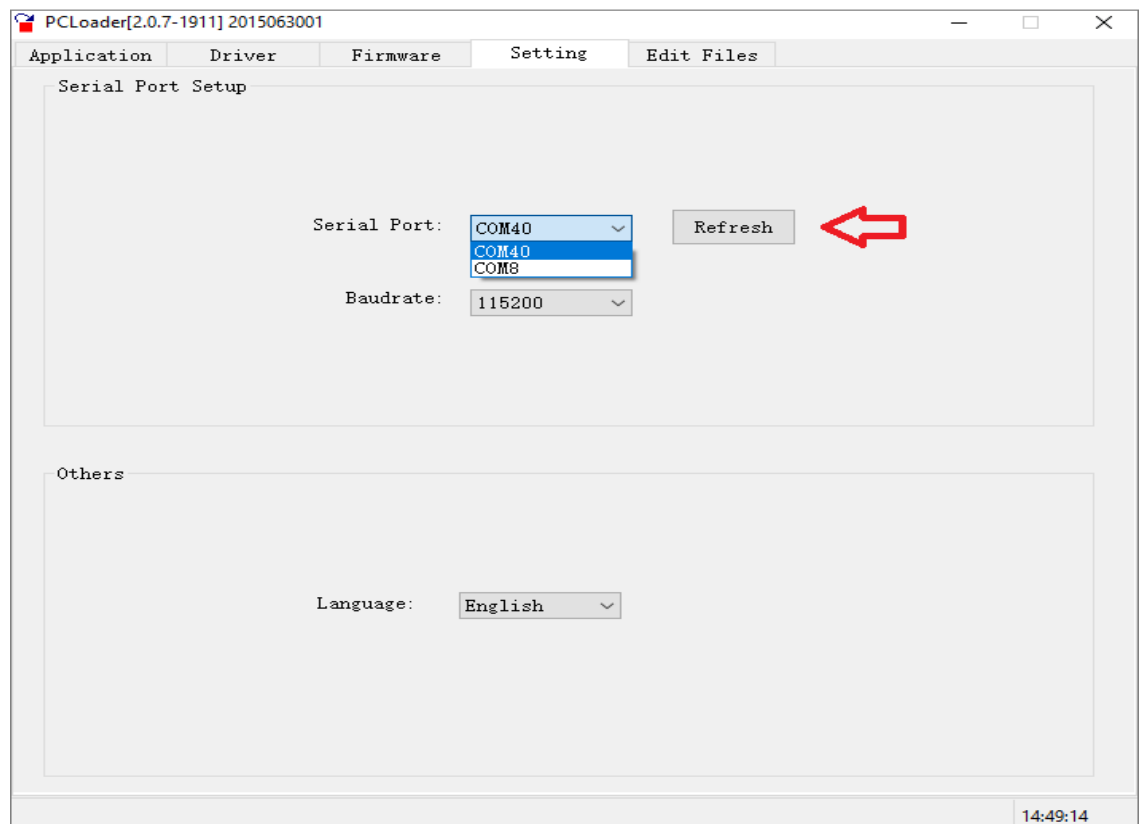 PCLoader[2.0.7-1911] 2015063001
Application Driver Firmware Setting Edit Files
Serial Port Setup
Serial Port: COM40 Refresh
COM40
COM8
Baudrate: 115200
Others
Language: English
14:49:14